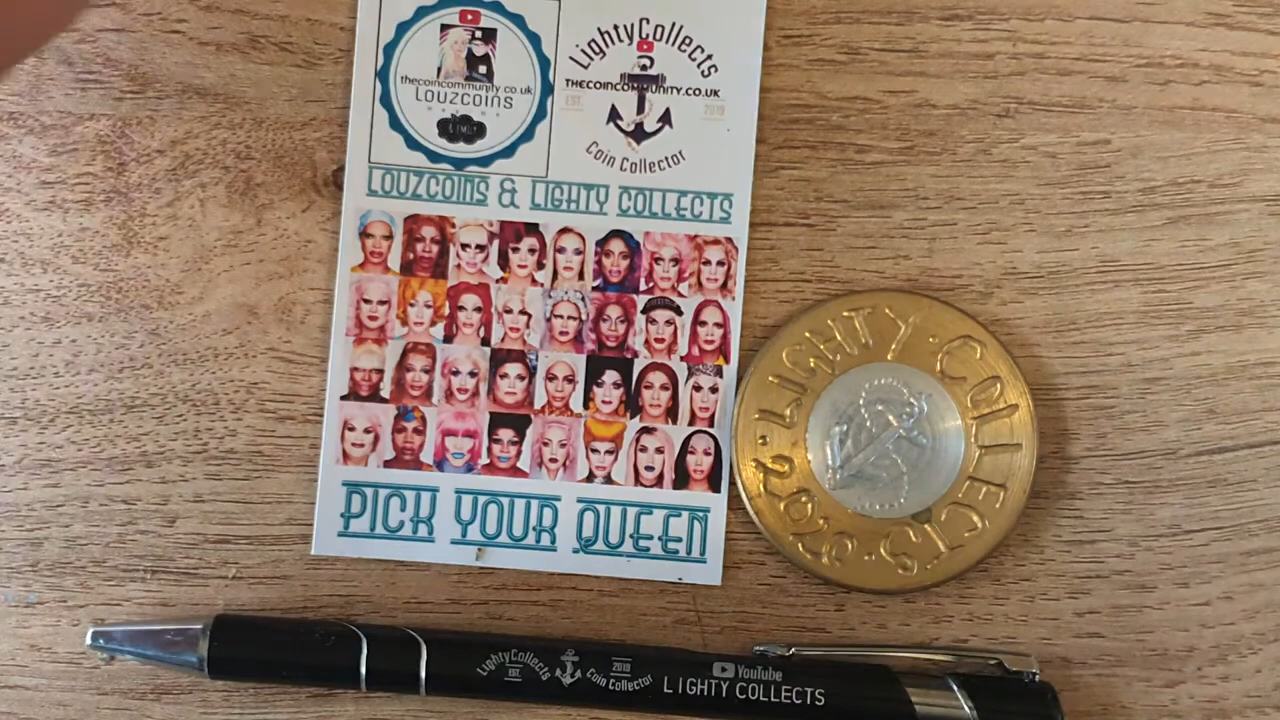 thecoincommunity.co.uk
LOUZCOINS
& EMILY
LightyCollects
THECOINCOMMUNITY.CO.UK
EST. 2019
Coin Collector
LOUZCOINS & LIGHTY COLLECTS
PICK YOUR QUEEN
LIGHTY · COLLECTS ·
LightyCollects
EST. 2019
Coin Collector
YouTube
LIGHTY COLLECTS